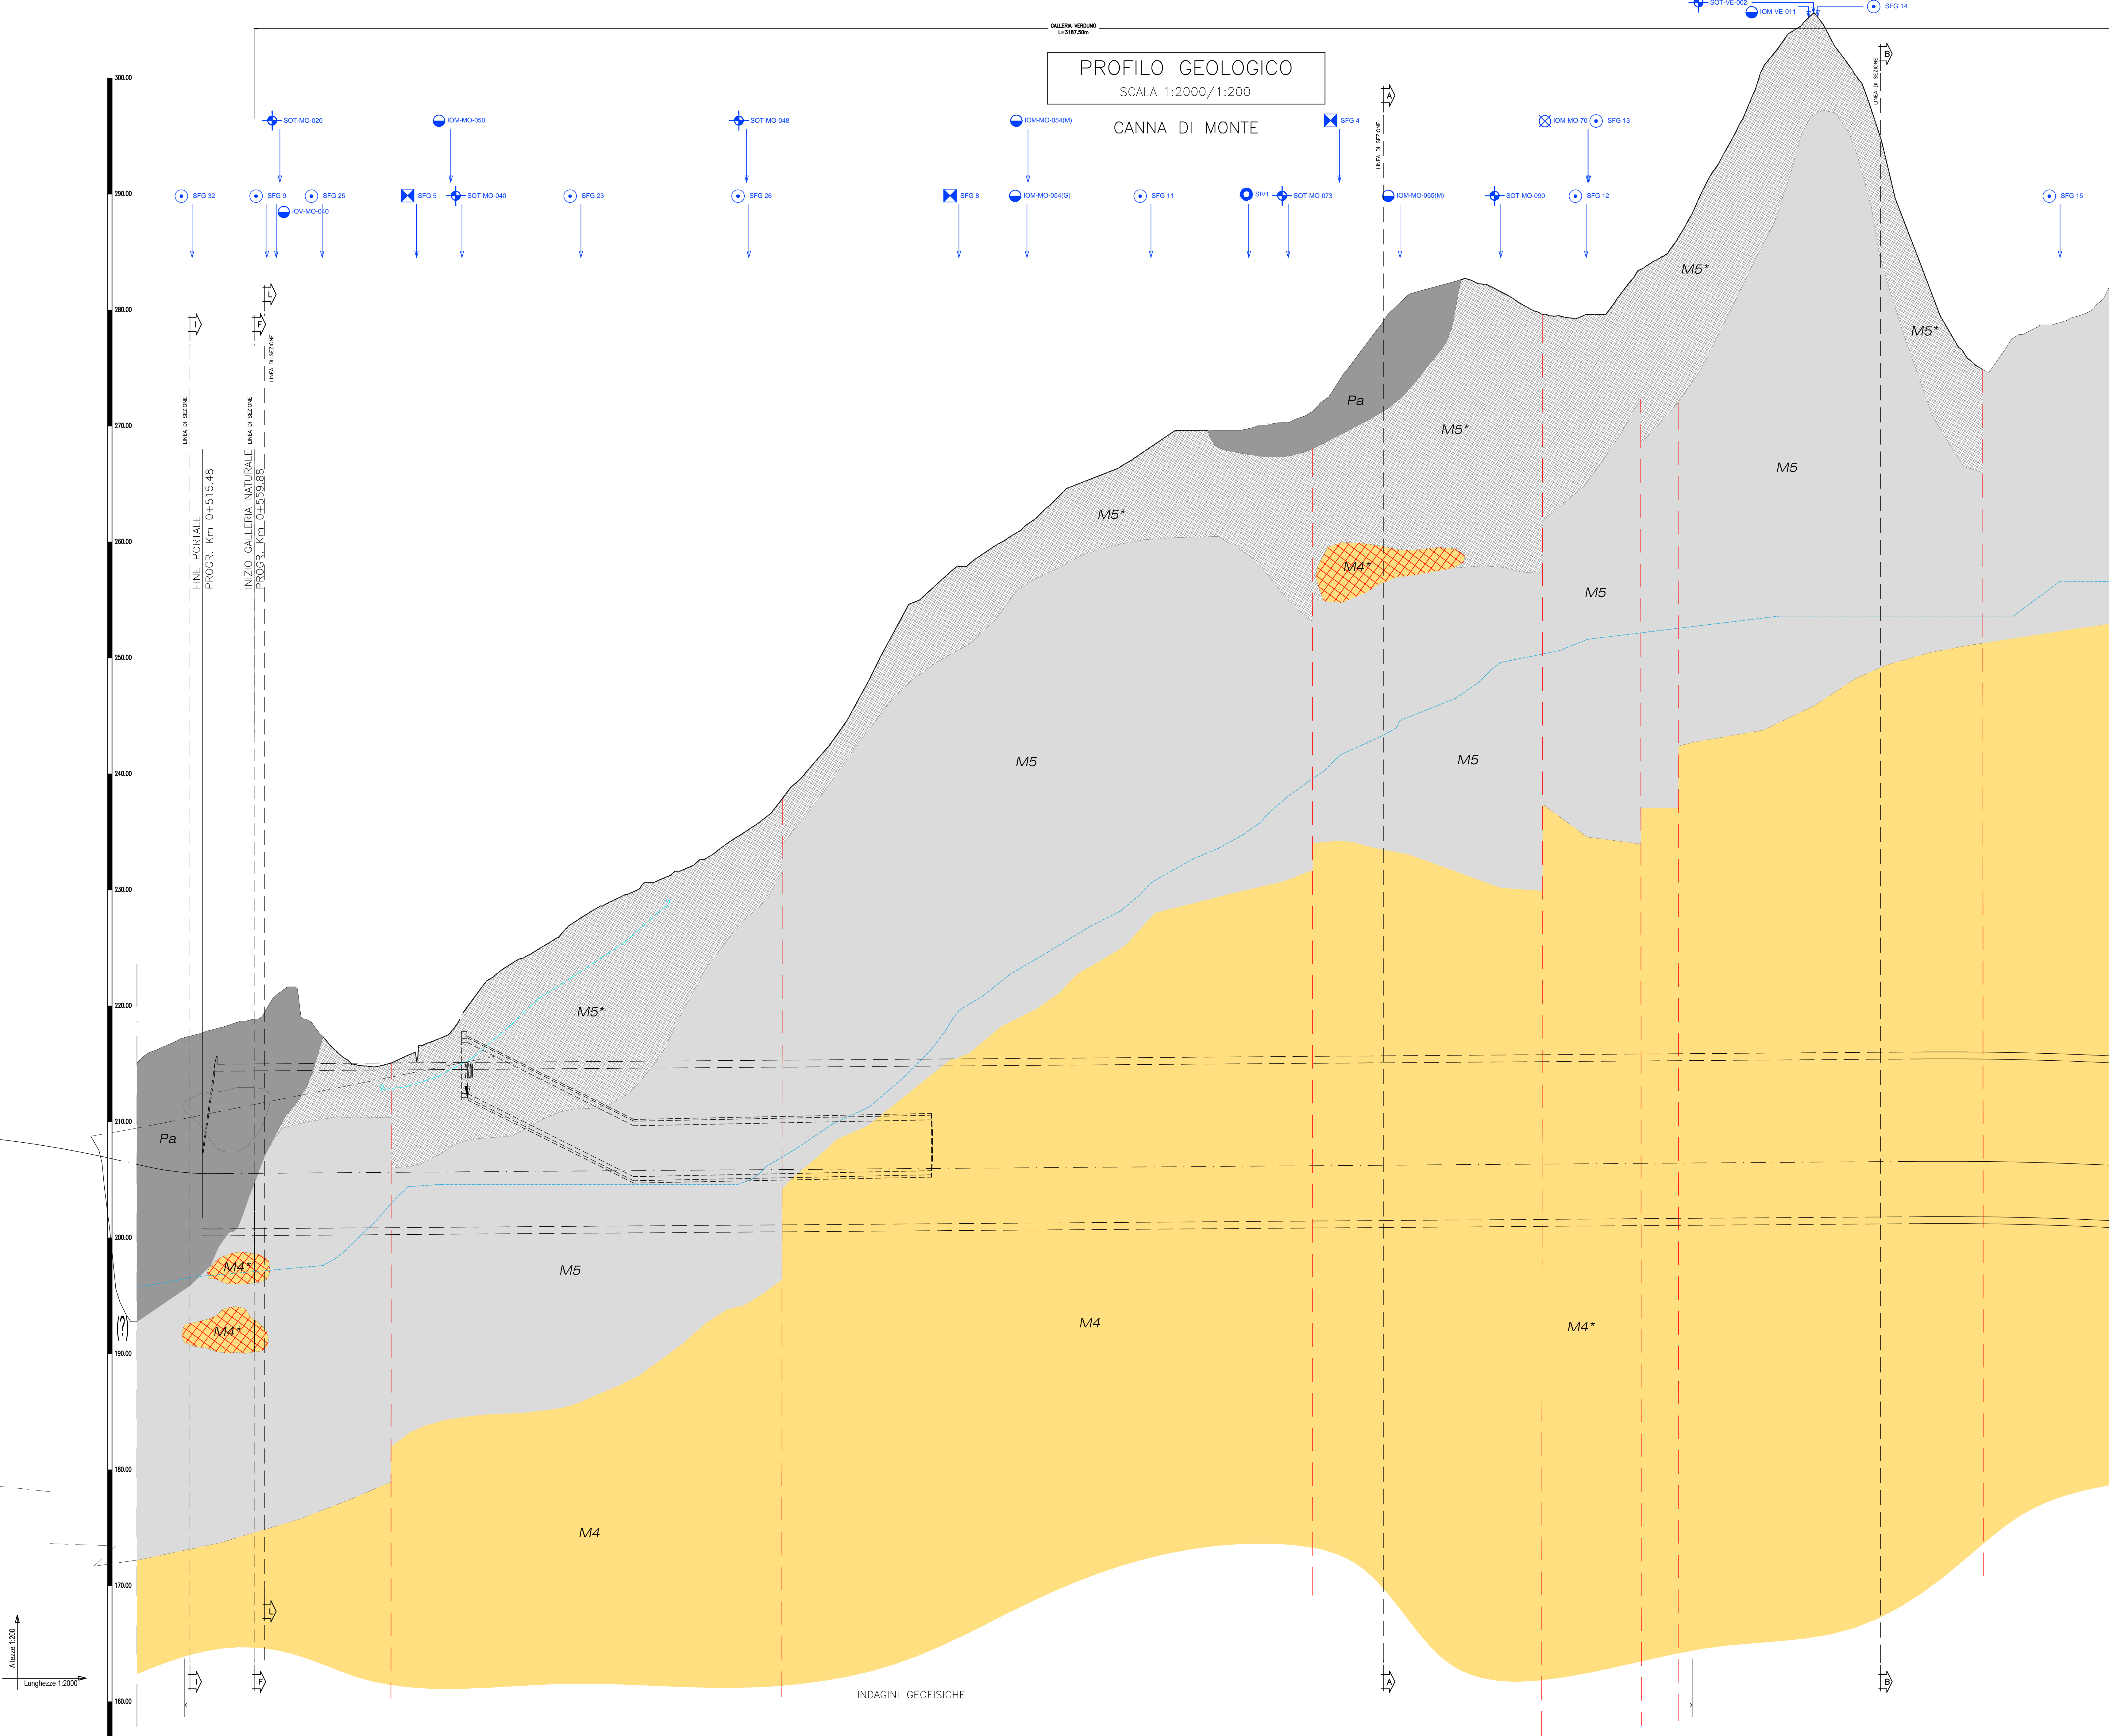 SOT-VE-002
IOM-VE-011
SFG 14
GALLERIA VERDUNO
L=3187.50m
PROFILO GEOLOGICO
SCALA 1:2000/1:200
CANNA DI MONTE
300.00
290.00
280.00
270.00
260.00
250.00
240.00
230.00
220.00
210.00
200.00
190.00
180.00
170.00
160.00
SOT-MO-020
IOM-MO-050
SOT-MO-048
IOM-MO-054(M)
SFG 4
IOM-MO-70
SFG 13
SFG 32
SFG 9
SFG 25
IOV-MO-040
SFG 5
SOT-MO-040
SFG 23
SFG 26
SFG 8
IOM-MO-054(G)
SFG 11
SIV1
SOT-MO-073
IOM-MO-065(M)
SOT-MO-090
SFG 12
SFG 15
A
B
L
I
F
LINEA DI SEZIONE
LINEA DI SEZIONE
LINEA DI SEZIONE
LINEA DI SEZIONE
LINEA DI SEZIONE
FINE PORTALE
PROGR. Km 0+515.48
INIZIO GALLERIA NATURALE
PROGR. Km 0+559.88
M5*
M5*
Pa
M5*
M5
M5*
M4*
M5
M5
M5
M5*
Pa
M4*
M5
M4*
(?)
M4
M4*
M4
L
I
F
A
B
INDAGINI GEOFISICHE
Altezze 1:200
Lunghezze 1:2000